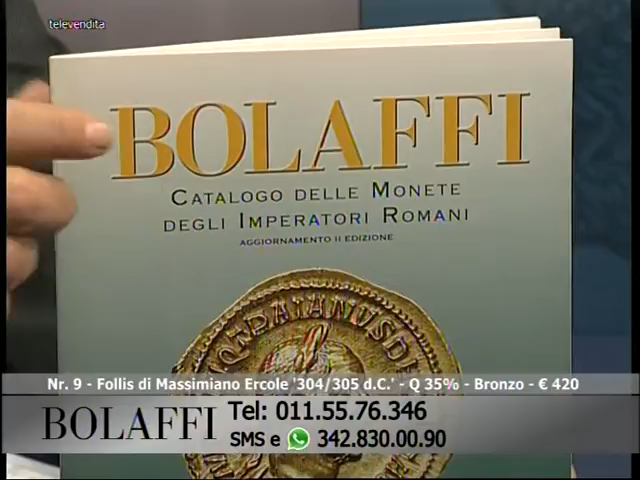 televendita
BOLAFFI
CATALOGO DELLE MONETE
DEGLI IMPERATORI ROMANI
AGGIORNAMENTO II EDIZIONE
TRAIANUS
Nr. 9 - Follis di Massimiano Ercole '304/305 d.C.' - Q 35% - Bronzo - € 420
BOLAFFI
Tel: 011.55.76.346
SMS e 342.830.00.90